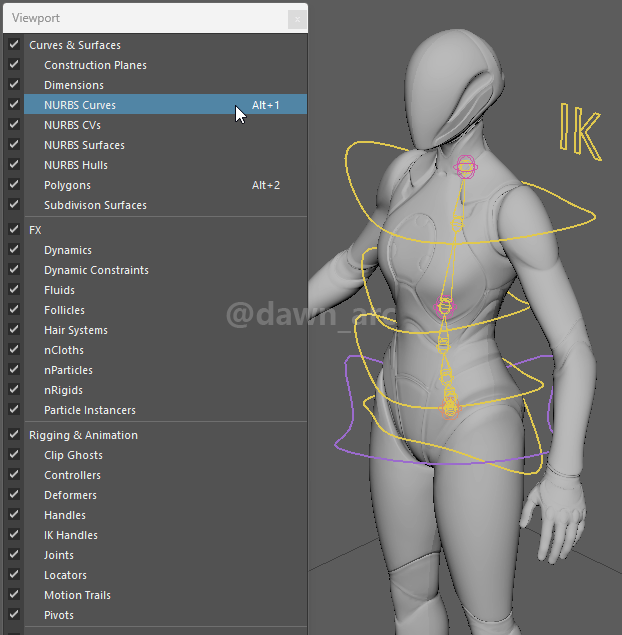 Viewport
x
Curves & Surfaces
Construction Planes
Dimensions
NURBS Curves Alt+1
NURBS CVs
NURBS Surfaces
NURBS Hulls
Polygons Alt+2
Subdivison Surfaces
FX
Dynamics
Dynamic Constraints
Fluids
Follicles
Hair Systems
nCloths
nParticles
nRigids
Particle Instancers
Rigging & Animation
Clip Ghosts
Controllers
Deformers
Handles
IK Handles
Joints
Locators
Motion Trails
Pivots
IK
@dawn_arc